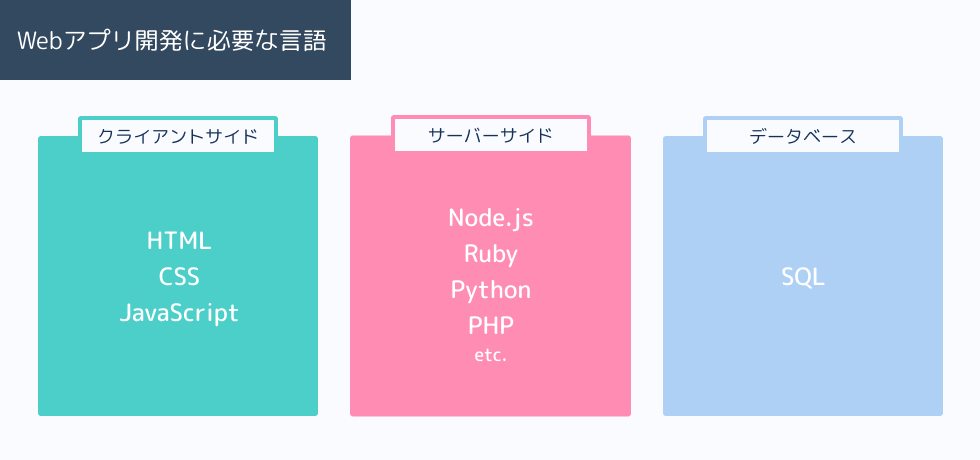 Webアプリ開発に必要な言語
クライアントサイド
HTML
CSS
JavaScript
サーバーサイド
Node.js
Ruby
Python
PHP
etc.
データベース
SQL